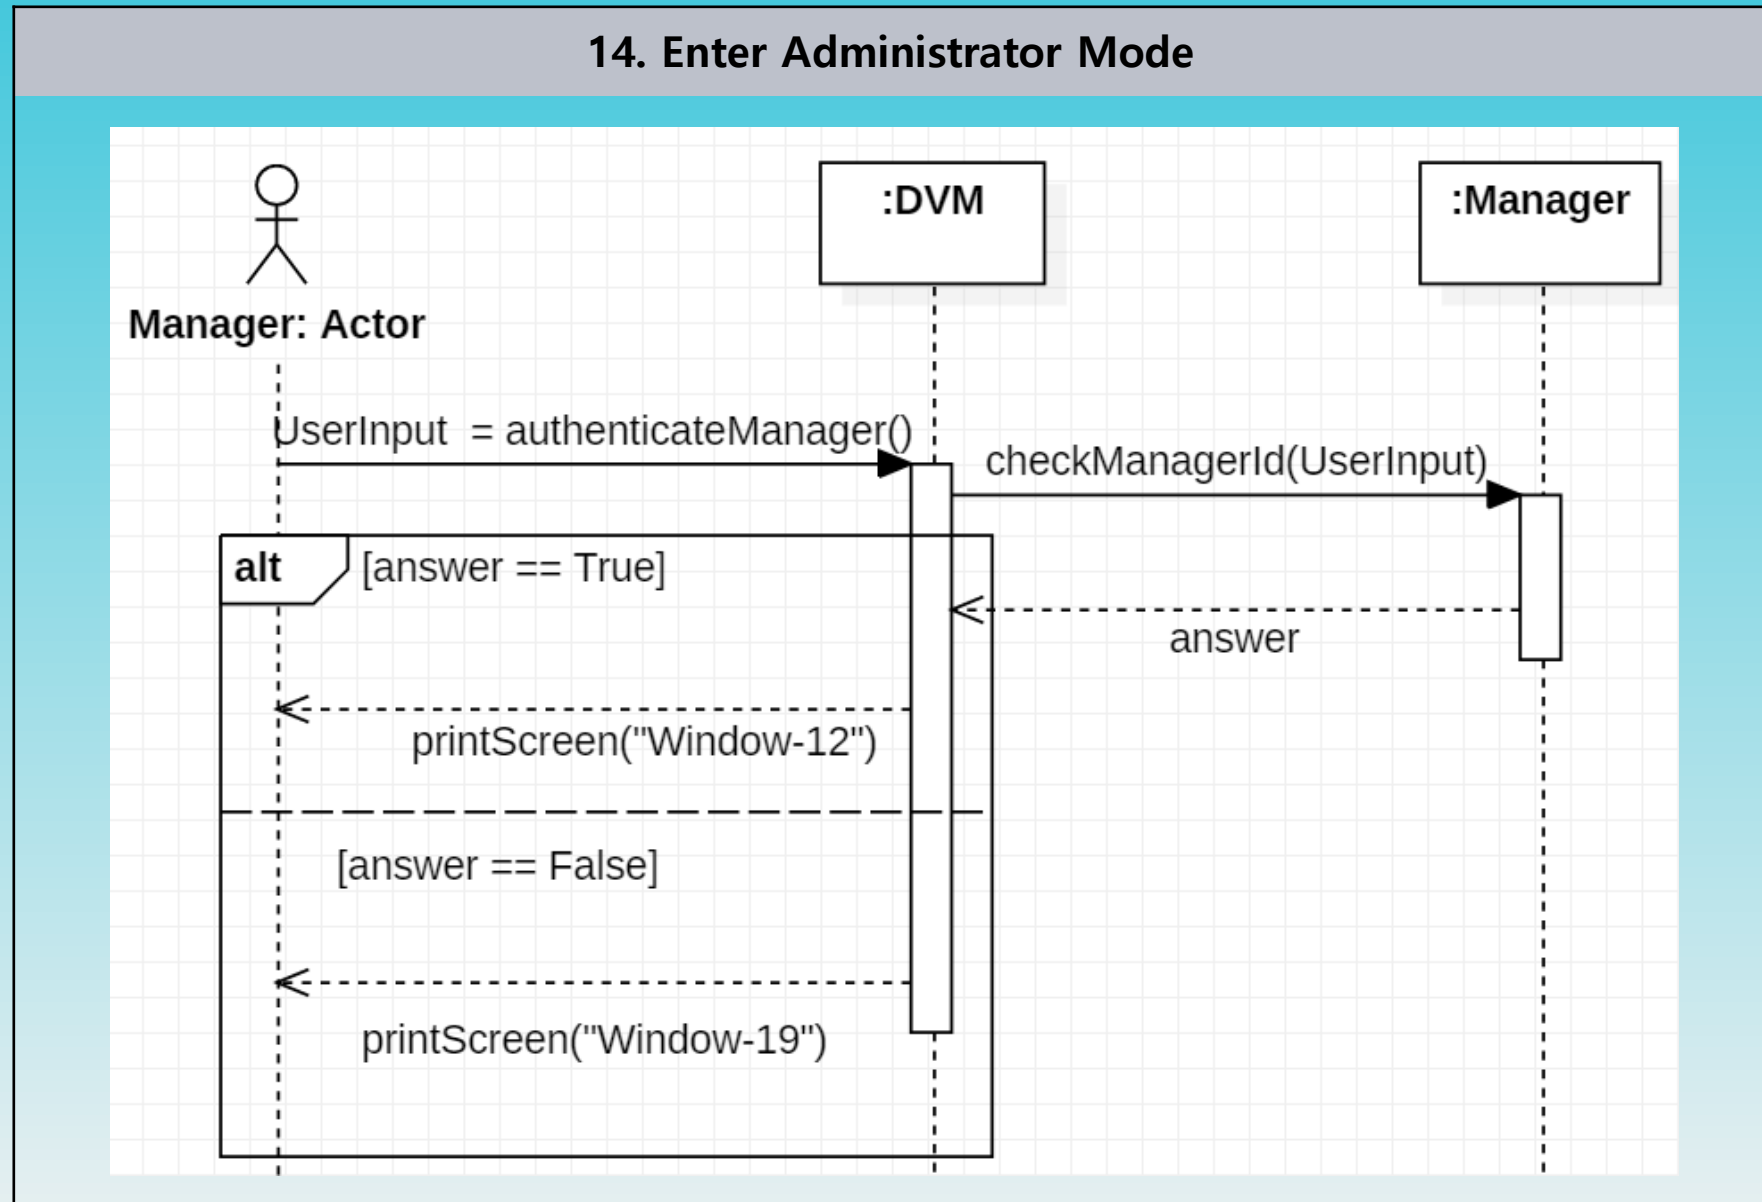 14. Enter Administrator Mode
:DVM
:Manager
Manager: Actor
UserInput = authenticateManager()
checkManagerId(UserInput)
alt
[answer == True]
answer
printScreen("Window-12")
[answer == False]
printScreen("Window-19")